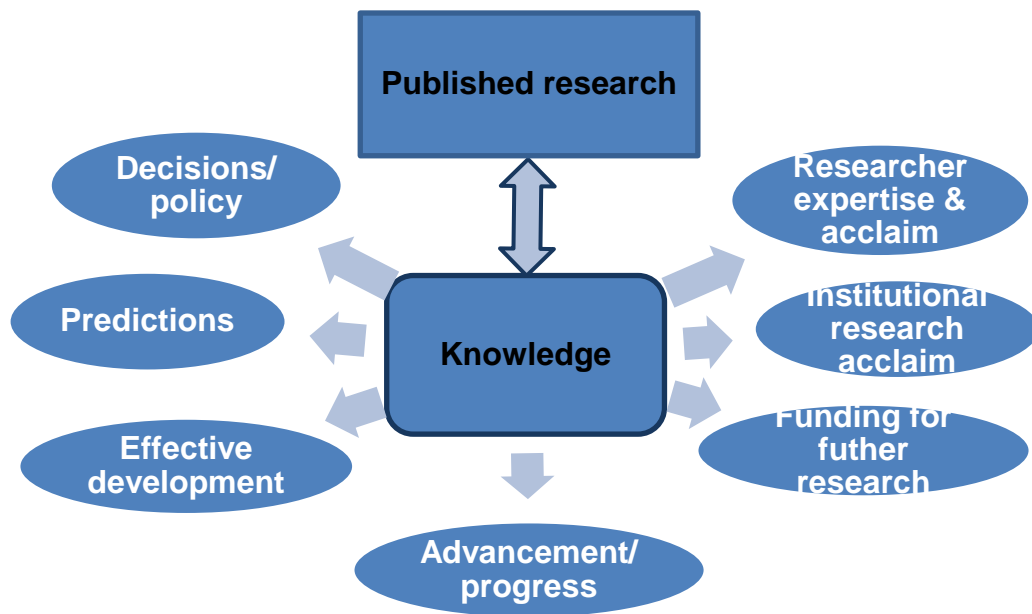 Published research
Decisions/
policy
Researcher
expertise &
acclaim
Predictions
Knowledge
Institutional
research
acclaim
Effective
development
Funding for
futher
research
Advancement/
progress